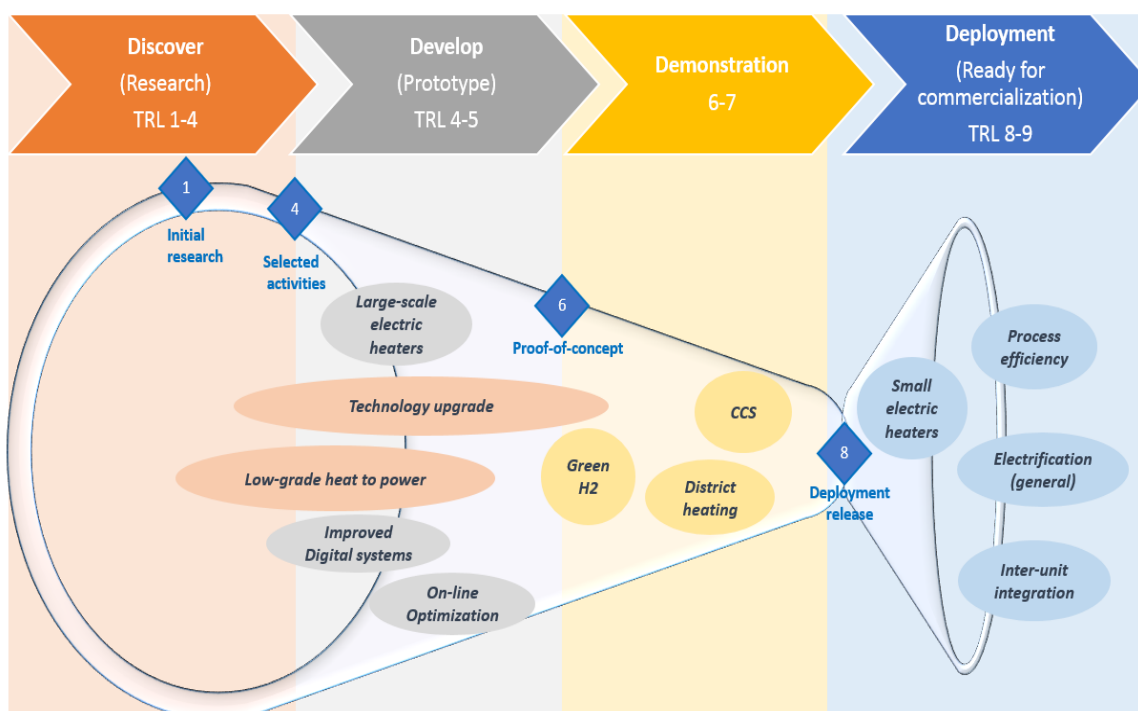 Discover
(Research)
TRL 1-4
Develop
(Prototype)
TRL 4-5
Demonstration
6-7
Deployment
(Ready for
commercialization)
TRL 8-9
1
Initial
research
4
Selected
activities
Large-scale
electric
heaters
6
Proof-of-concept
Process
efficiency
Small
electric
heaters
Technology upgrade
CCS
8
Deployment
release
Green
H2
Low-grade heat to power
District
heating
Electrification
(general)
Improved
Digital systems
On-line
Optimization
Inter-unit
integration